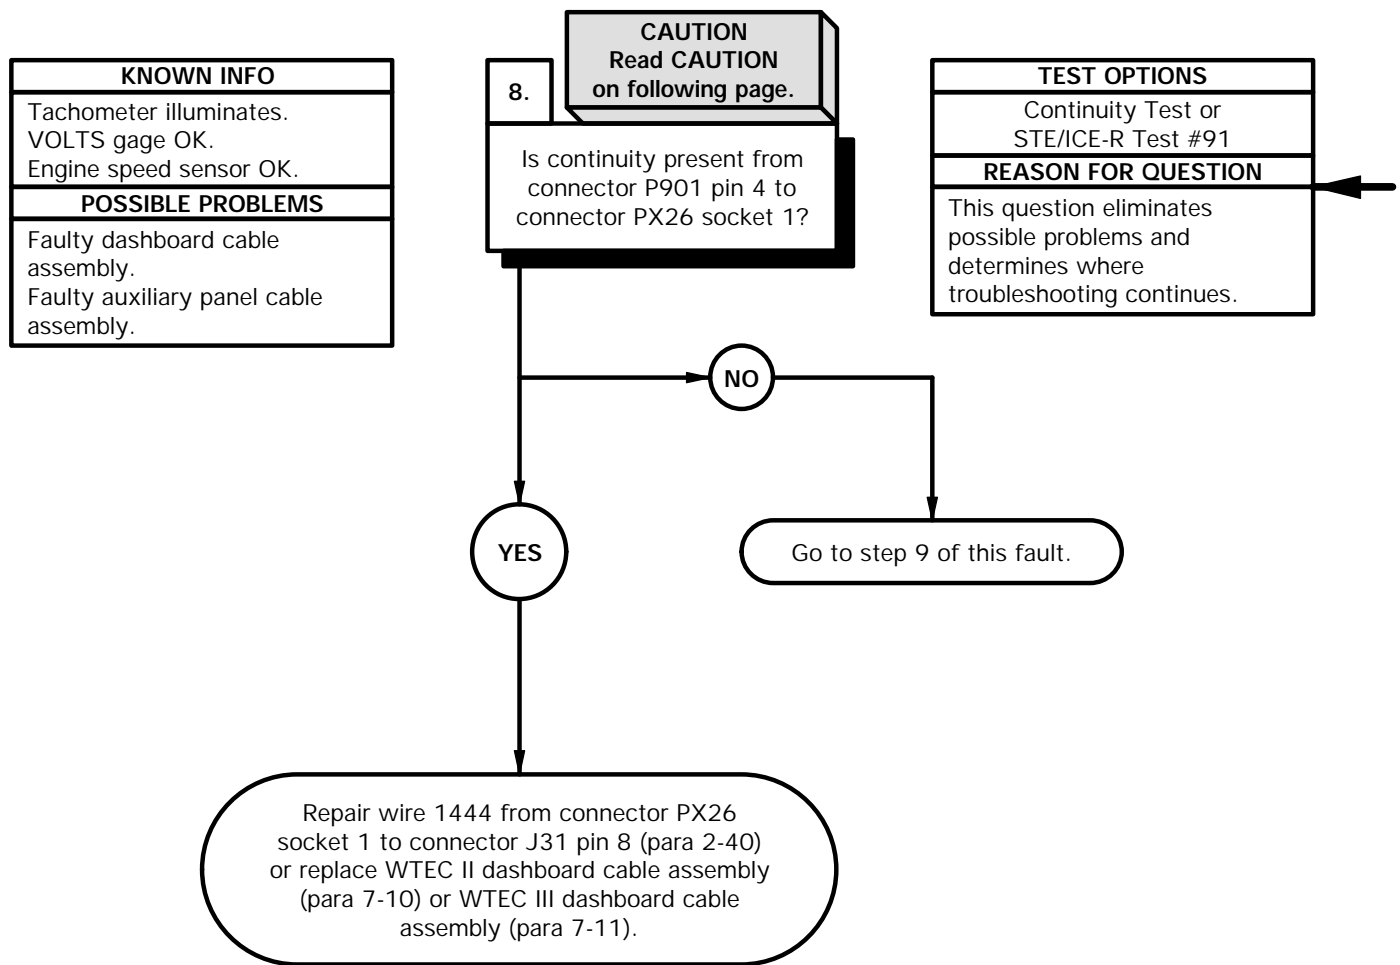 KNOWN INFO
Tachometer illuminates.
VOLTS gage OK.
Engine speed sensor OK.
POSSIBLE PROBLEMS
Faulty dashboard cable
assembly.
Faulty auxiliary panel cable
assembly.
CAUTION
Read CAUTION
on following page.
8.
Is continuity present from
connector P901 pin 4 to
connector PX26 socket 1?
TEST OPTIONS
Continuity Test or
STE/ICE-R Test #91
REASON FOR QUESTION
This question eliminates
possible problems and
determines where
troubleshooting continues.
NO
YES
Go to step 9 of this fault.
Repair wire 1444 from connector PX26
socket 1 to connector J31 pin 8 (para 2-40)
or replace WTEC II dashboard cable assembly
(para 7-10) or WTEC III dashboard cable
assembly (para 7-11).